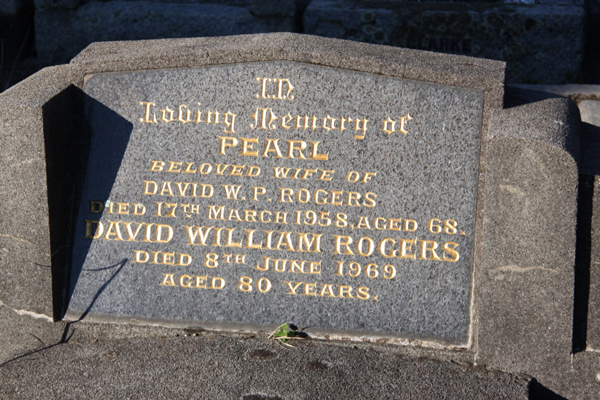 In
Loving Memory of
PEARL
BELOVED WIFE OF
DAVID W. P. ROGERS
DIED 17TH MARCH 1958, AGED 68.
DAVID WILLIAM ROGERS
DIED 8TH JUNE 1969
AGED 80 YEARS.